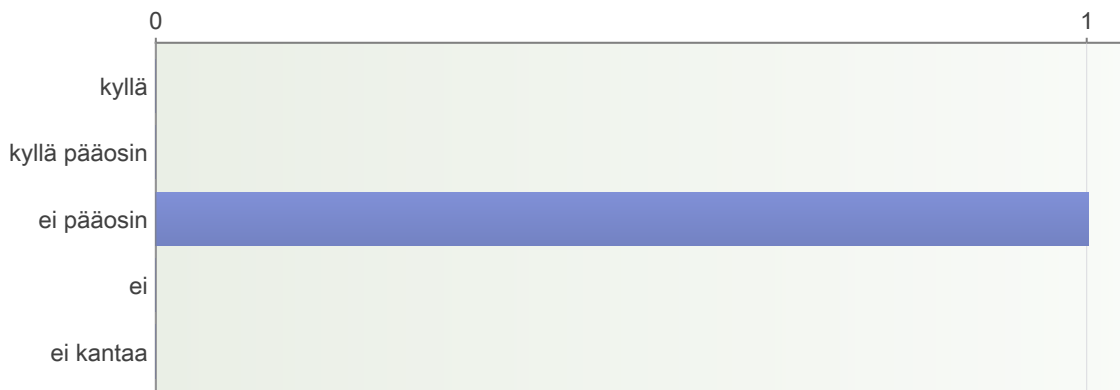 0 1
kyllä
kyllä pääosin
ei pääosin
ei
ei kantaa